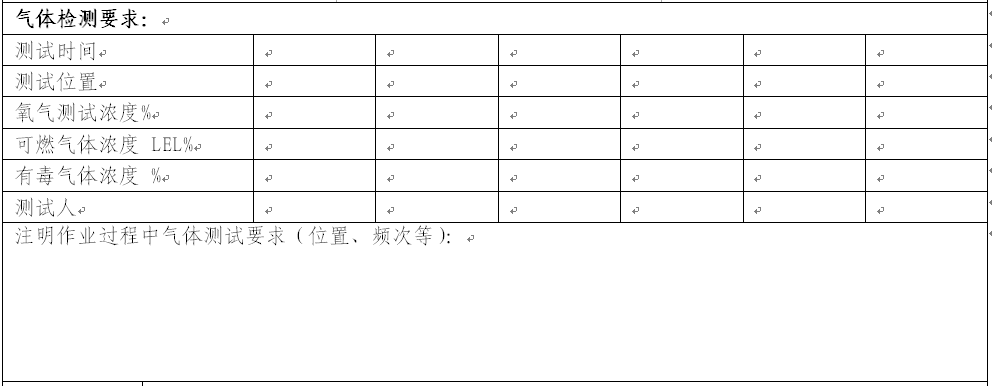 气体检测要求：
测试时间
测试位置
氧气测试浓度%
可燃气体浓度 LEL%
有毒气体浓度 %
测试人
注明作业过程中气体测试要求（位置、频次等）：